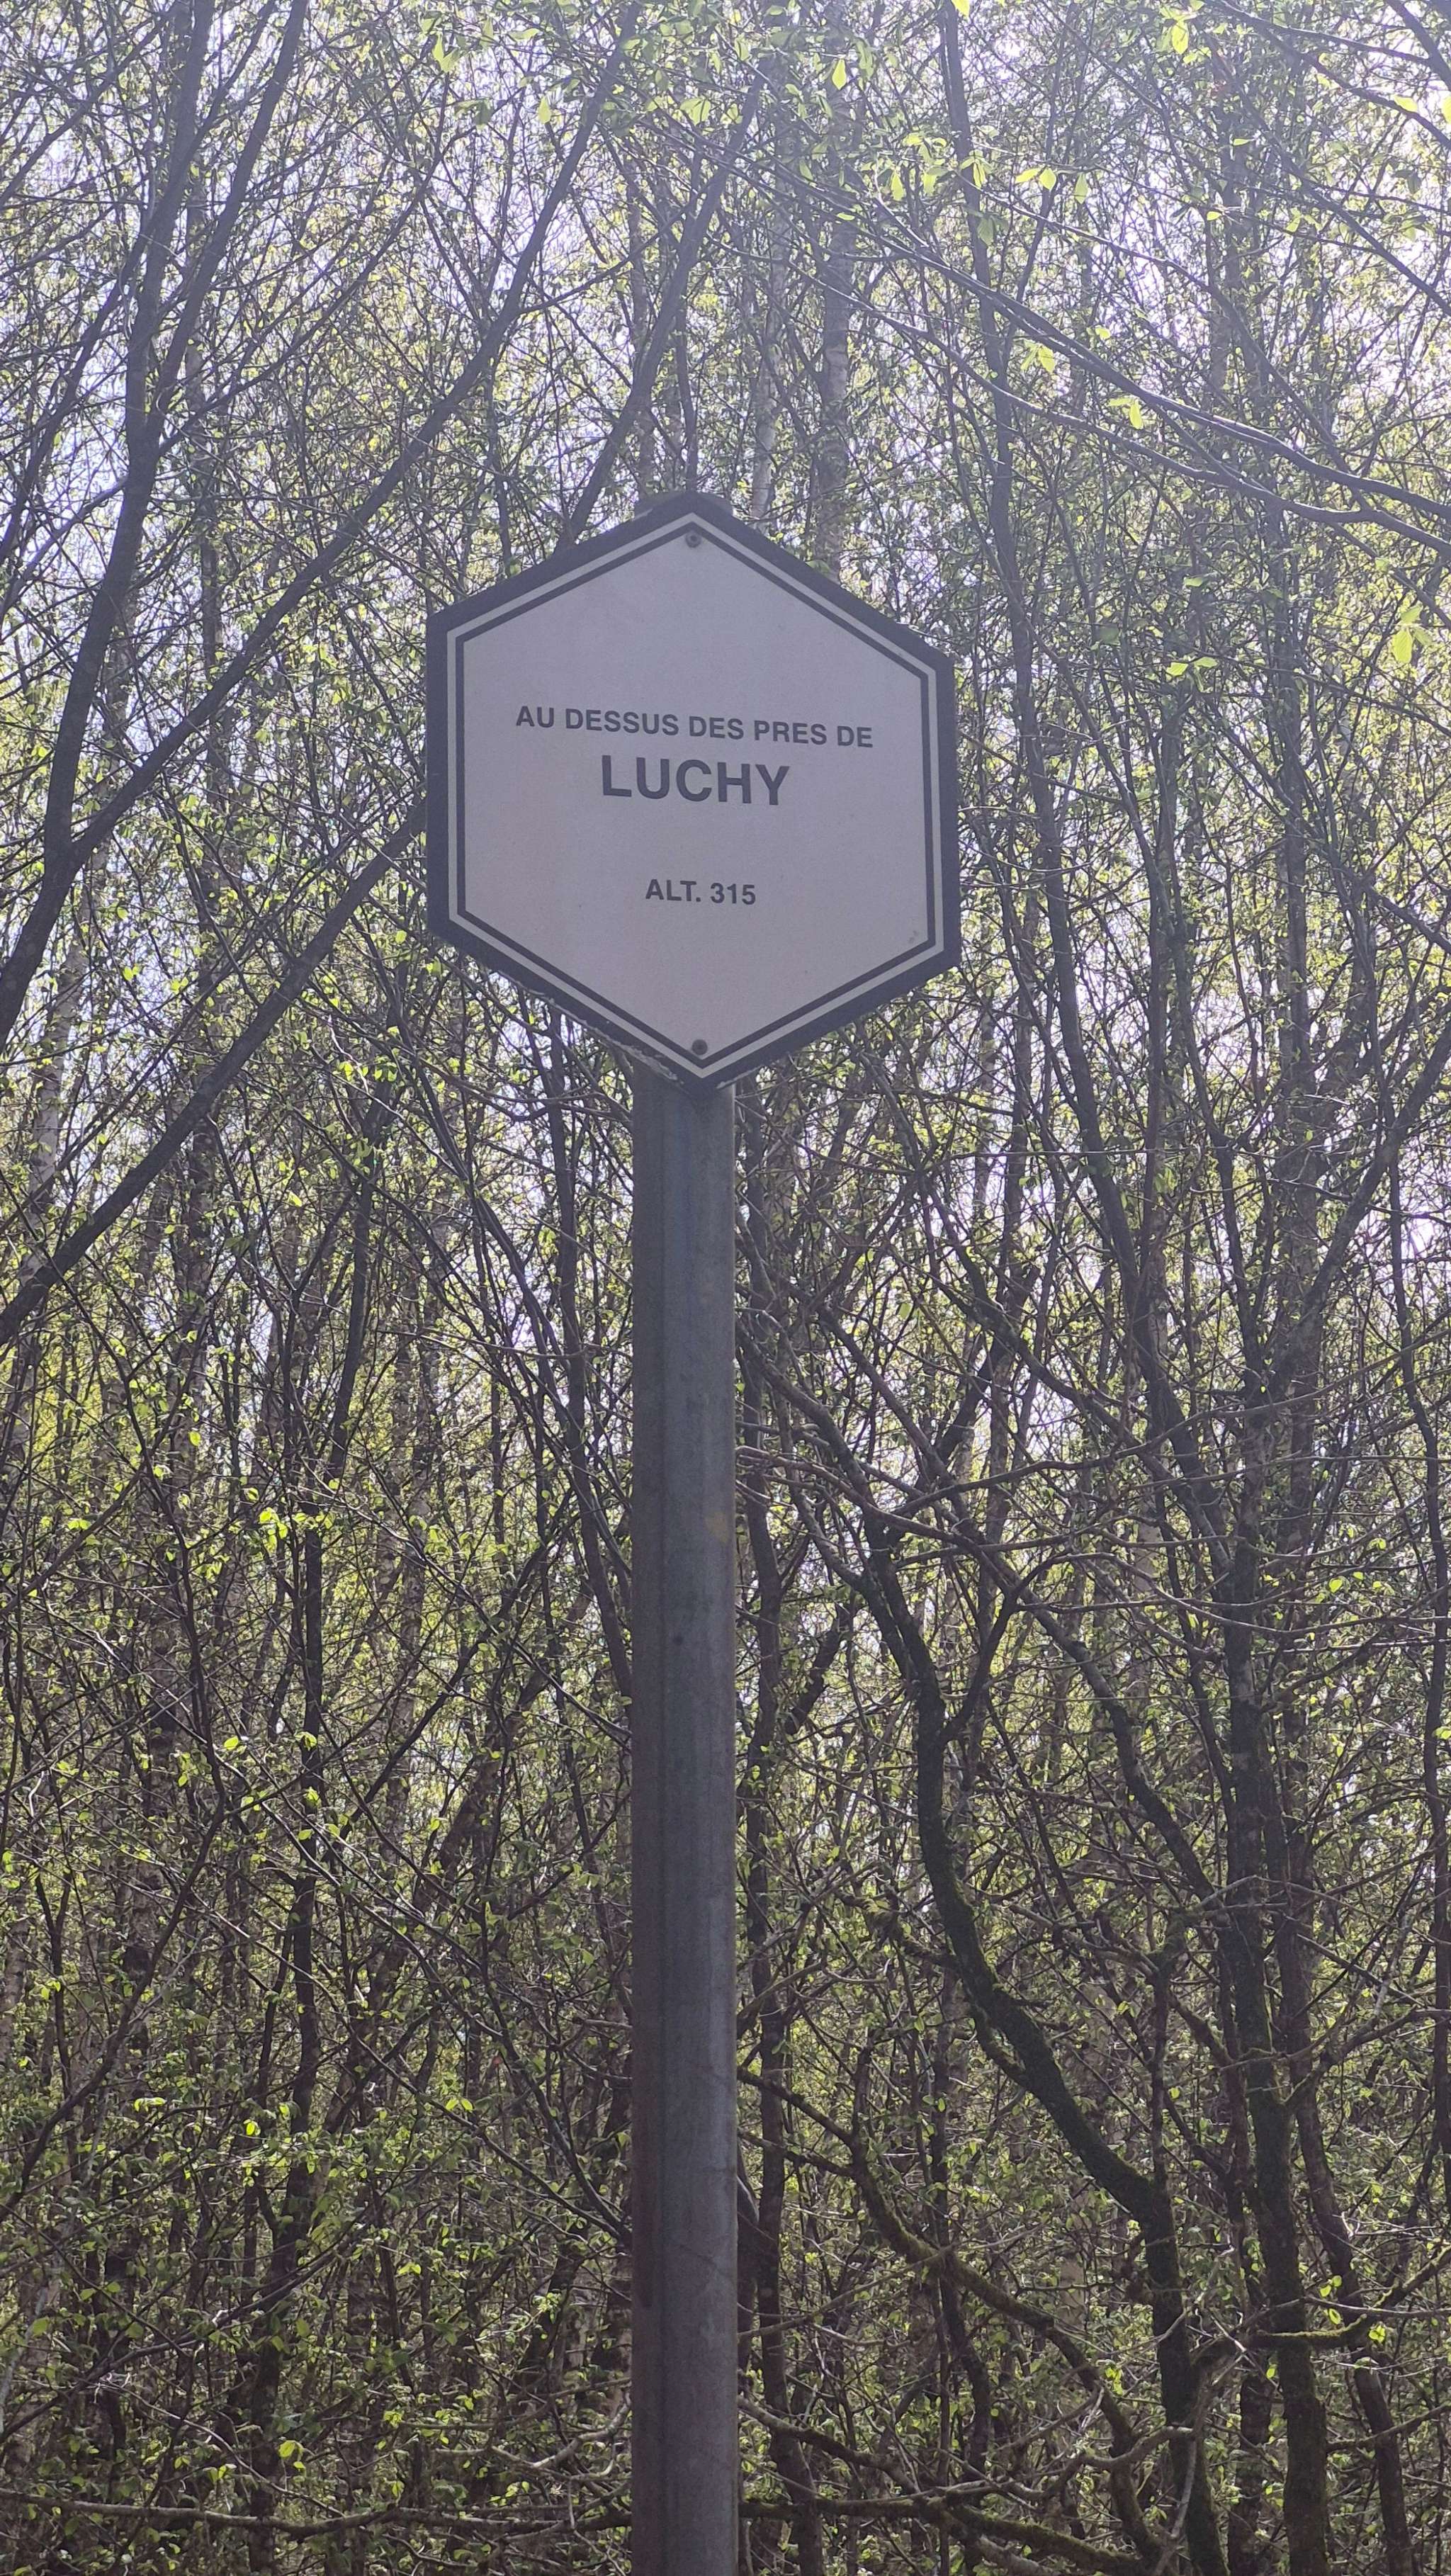 AU DESSUS DES PRES DE
LUCHY
ALT. 315